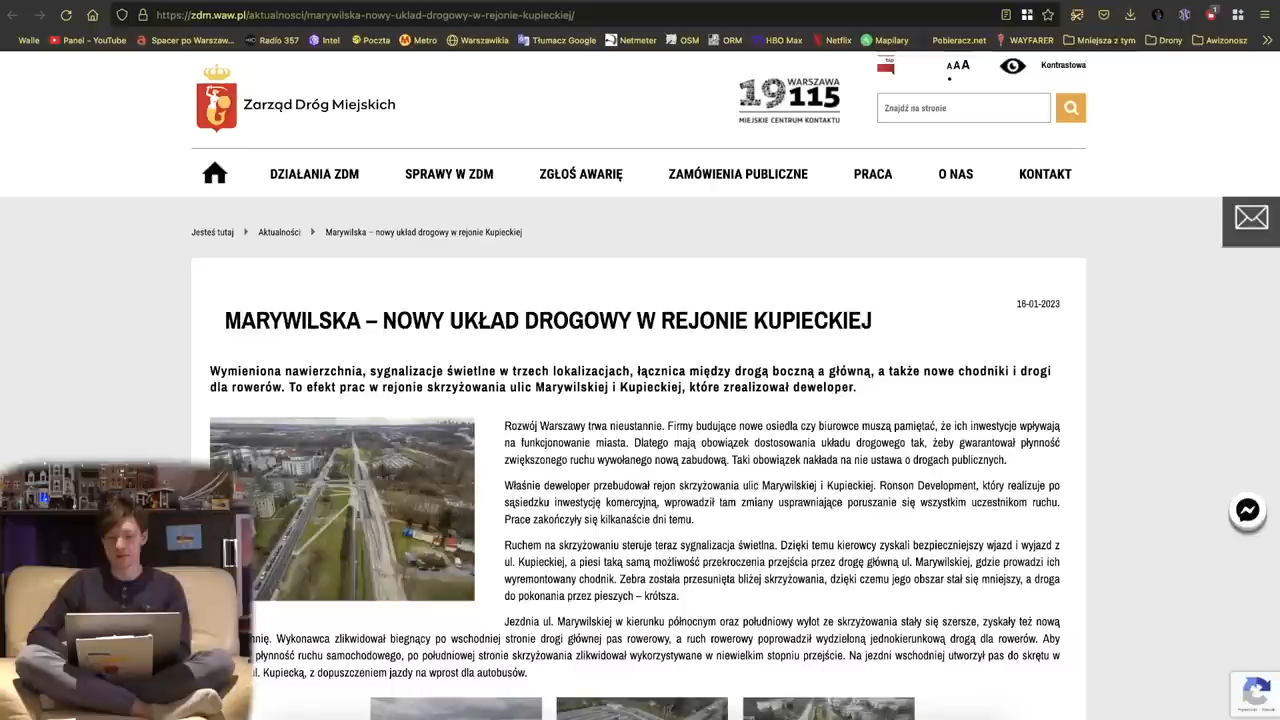 https://zdm.waw.pl/aktualnosci/marywilska-nowy-uklad-drogowy-w-rejonie-kupieckiej/
Walle Panel - YouTube Spacer po Warszaw... Radio 357 Intel Poczta Metro Warszawikia Tłumacz Google Netmeter OSM ORM HBO Max Netflix Mapilary Pobieracz.net WAYFARER Mniejsze z tym Drony Awizonosz
Zarząd Dróg Miejskich
19115 WARSZAWA
MIEJSKIE CENTRUM KONTAKTU
bip
A A A
Kontrastowa
Znajdź na stronie
DZIAŁANIA ZDM SPRAWY W ZDM ZGŁOŚ AWARIĘ ZAMÓWIENIA PUBLICZNE PRACA O NAS KONTAKT
Jesteś tutaj Aktualności Marywilska – nowy układ drogowy w rejonie Kupieckiej
16-01-2023
MARYWILSKA – NOWY UKŁAD DROGOWY W REJONIE KUPIECKIEJ
Wymieniona nawierzchnia, sygnalizacje świetlne w trzech lokalizacjach, łącznica między drogą boczną a główną, a także nowe chodniki i drogi
dla rowerów. To efekt prac w rejonie skrzyżowania ulic Marywilskiej i Kupieckiej, które zrealizował deweloper.
Rozwój Warszawy trwa nieustannie. Firmy budujące nowe osiedla czy biurowce muszą pamiętać, że ich inwestycje wpływają
na funkcjonowanie miasta. Dlatego mają obowiązek dostosowania układu drogowego tak, żeby gwarantował płynność
zwiększonego ruchu wywołanego nową zabudową. Taki obowiązek nakłada na nie ustawa o drogach publicznych.
Właśnie deweloper przebudował rejon skrzyżowania ulic Marywilskiej i Kupieckiej. Ronson Development, który realizuje po
sąsiedzku inwestycję komercyjną, wprowadził tam zmiany usprawniające poruszanie się wszystkim uczestnikom ruchu.
Prace zakończyły się kilkanaście dni temu.
Ruchem na skrzyżowaniu steruje teraz sygnalizacja świetlna. Dzięki temu kierowcy zyskali bezpieczniejszy wjazd i wyjazd z
ul. Kupieckiej, a piesi taką samą możliwość przekroczenia przejścia przez drogę główną ul. Marywilskiej, gdzie prowadzi ich
wyremontowany chodnik. Zebra została przesunięta bliżej skrzyżowania, dzięki czemu jego obszar stał się mniejszy, a droga
do pokonania przez pieszych – krótsza.
Jezdnia ul. Marywilskiej w kierunku północnym oraz południowy wylot ze skrzyżowania stały się szersze, zyskały też nową
hnię. Wykonawca zlikwidował biegnący po wschodniej stronie drogi głównej pas rowerowy, a ruch rowerowy poprowadził wydzieloną jednokierunkową drogą dla rowerów. Aby
płynność ruchu samochodowego, po południowej stronie skrzyżowania zlikwidował wykorzystywane w niewielkim stopniu przejście. Na jezdni wschodniej utworzył pas do skrętu w
ul. Kupiecką, z dopuszczeniem jazdy na wprost dla autobusów.